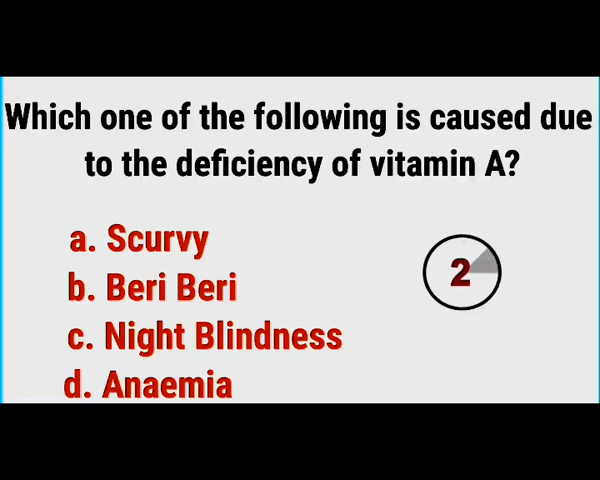 Which one of the following is caused due
to the deficiency of vitamin A?
a. Scurvy
b. Beri Beri
2
c. Night Blindness
d. Anaemia